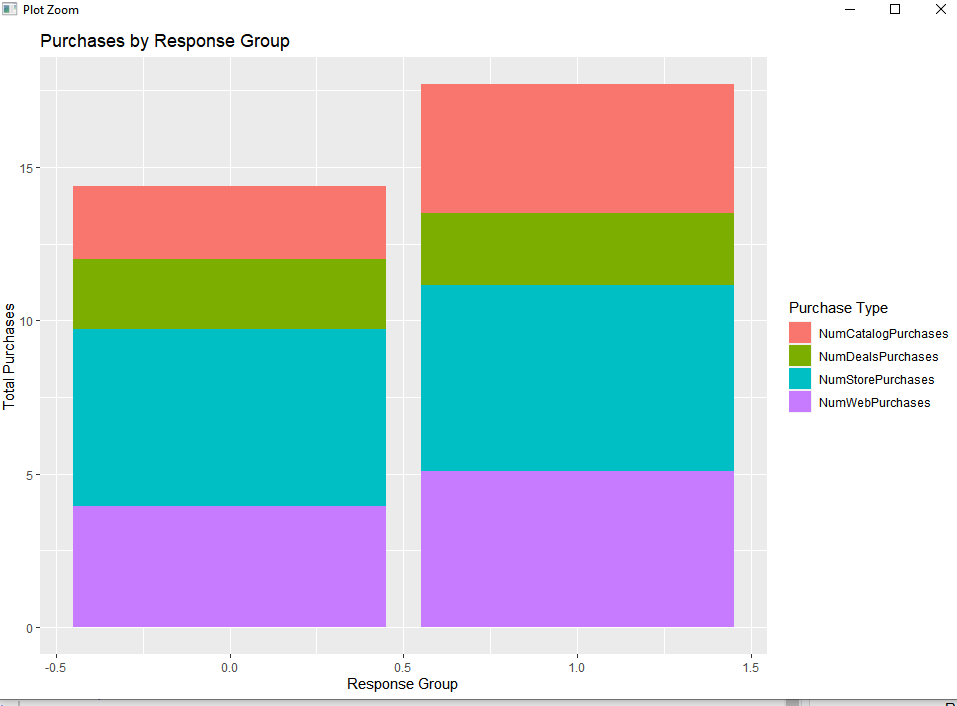 Plot Zoom
Purchases by Response Group
Total Purchases
15
10
5
0
-0.5 0.0 0.5 1.0 1.5
Response Group
Purchase Type
NumCatalogPurchases
NumDealsPurchases
NumStorePurchases
NumWebPurchases